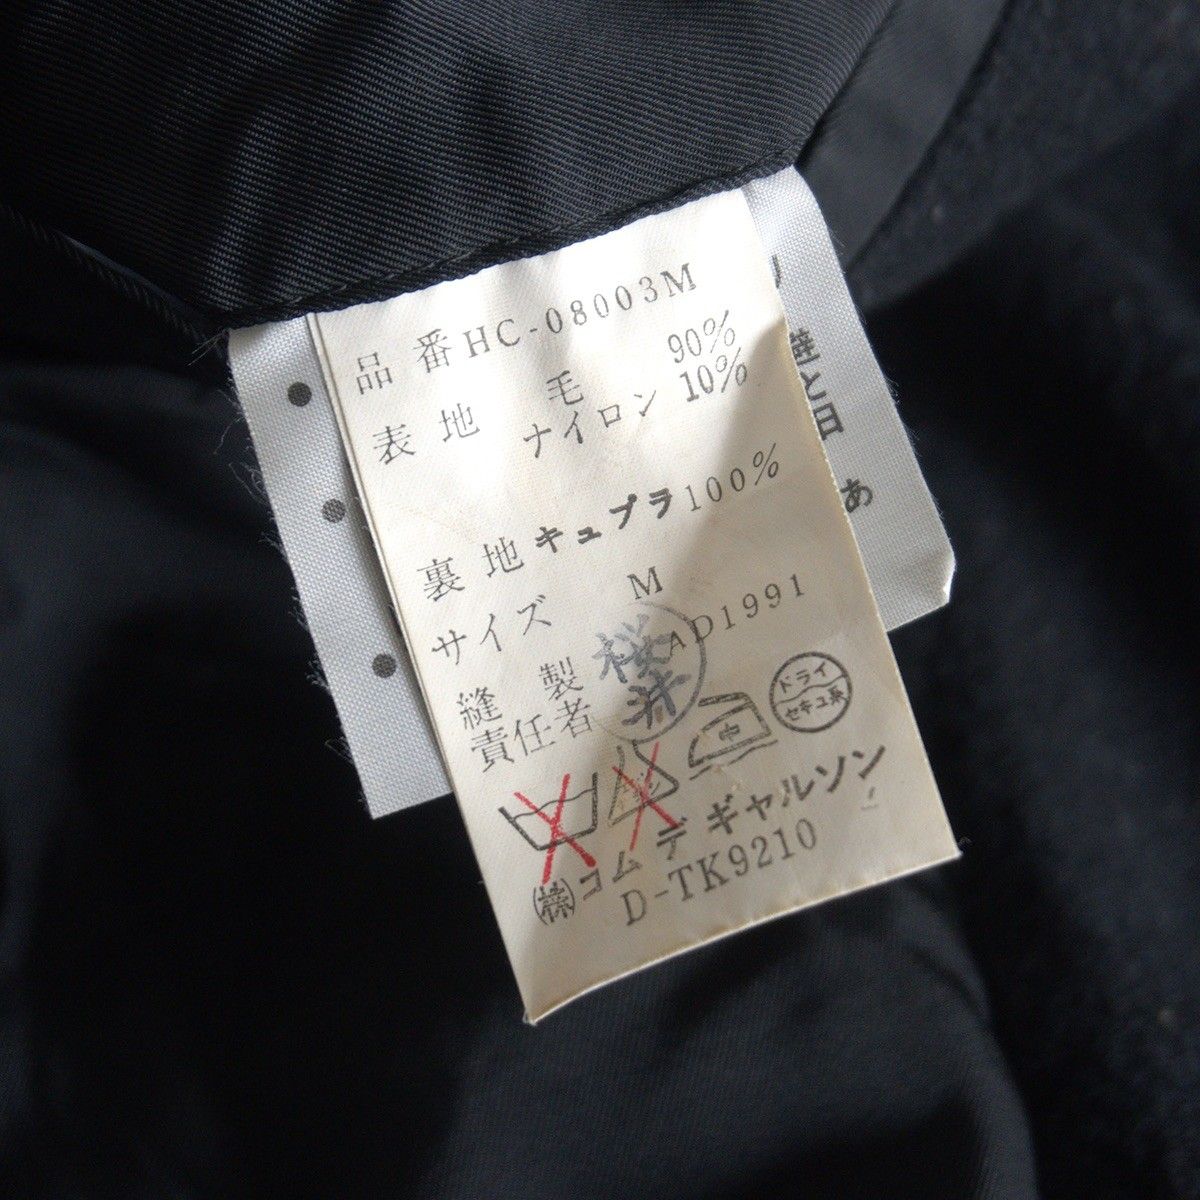 品番 HC-08003M
表地 毛 90%
ナイロン 10%
裏地 キュプラ 100%
サイズ M
縫製 AD1991
責任者 桜井
中
ドライ
セキユ系
㈱コムデギャルソン
D-TK9210
と日
あ